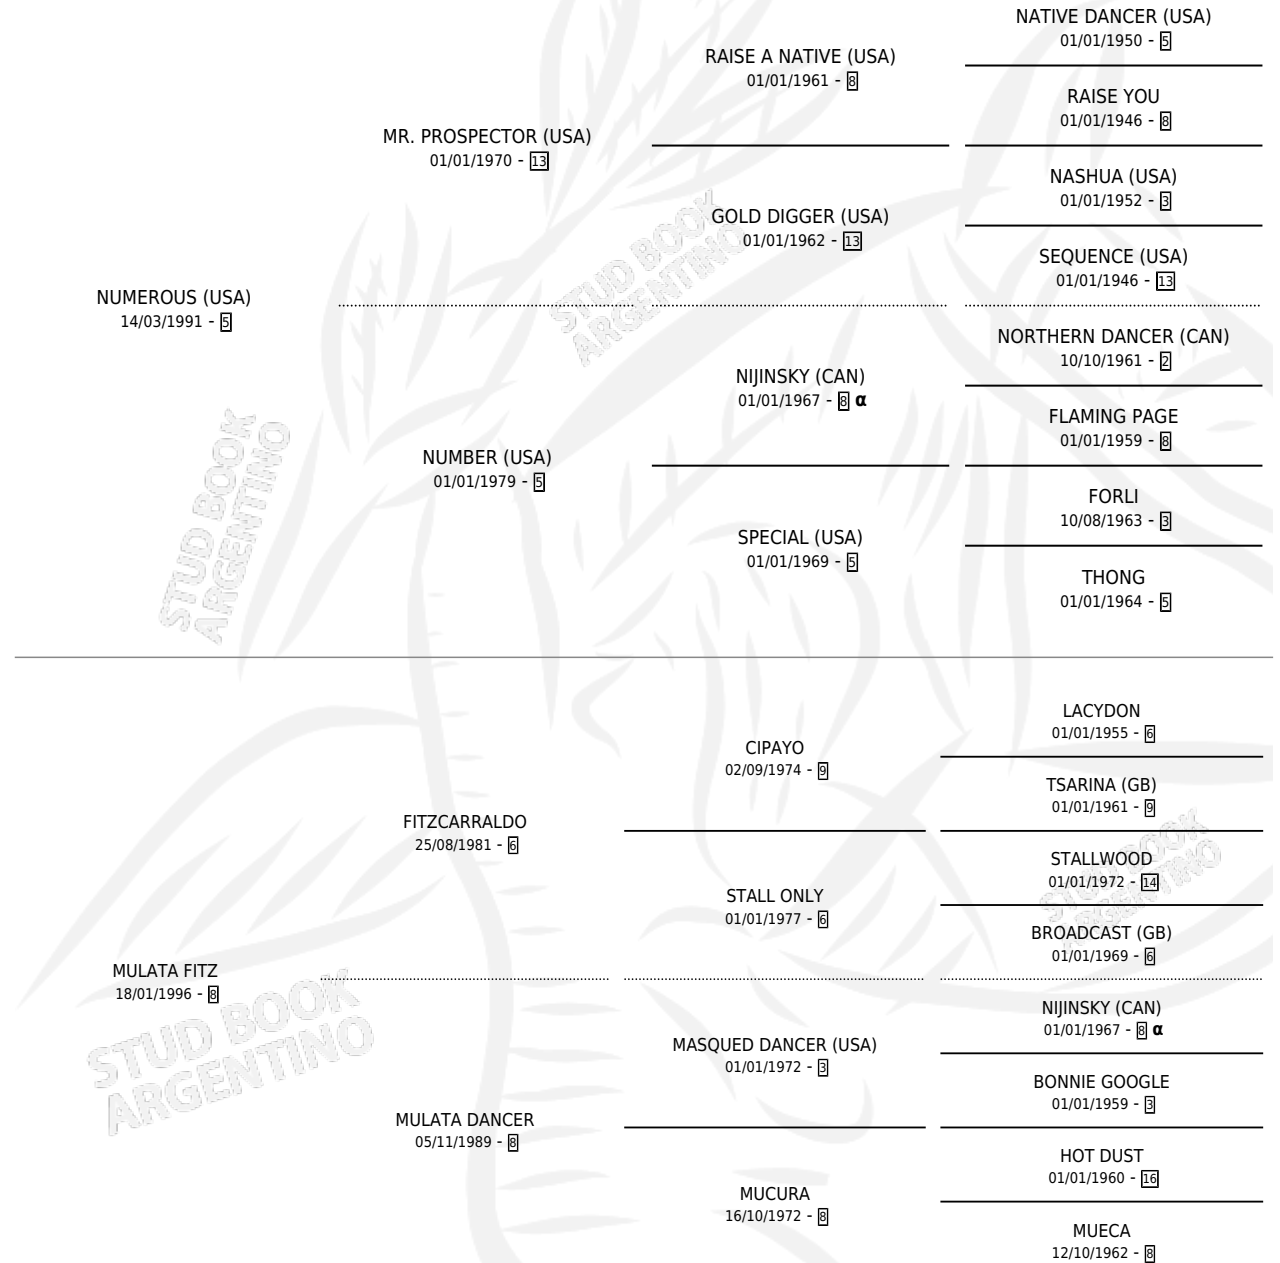 NATIVE DANCER (USA)
01/01/1950 - 5
RAISE A NATIVE (USA)
01/01/1961 - 8
RAISE YOU
01/01/1946 - 8
MR. PROSPECTOR (USA)
01/01/1970 - 13
NASHUA (USA)
01/01/1952 - 3
GOLD DIGGER (USA)
01/01/1962 - 13
SEQUENCE (USA)
01/01/1946 - 13
NUMEROUS (USA)
14/03/1991 - 5
NORTHERN DANCER (CAN)
10/10/1961 - 2
NIJINSKY (CAN)
01/01/1967 - 8 α
FLAMING PAGE
01/01/1959 - 8
NUMBER (USA)
01/01/1979 - 5
FORLI
10/08/1963 - 3
SPECIAL (USA)
01/01/1969 - 5
THONG
01/01/1964 - 5
LACYDON
01/01/1955 - 6
CIPAYO
02/09/1974 - 9
TSARINA (GB)
01/01/1961 - 9
FITZCARRALDO
25/08/1981 - 6
STALLWOOD
01/01/1972 - 14
STALL ONLY
01/01/1977 - 6
BROADCAST (GB)
01/01/1969 - 6
MULATA FITZ
18/01/1996 - 8
NIJINSKY (CAN)
01/01/1967 - 8 α
MASQUED DANCER (USA)
01/01/1972 - 3
BONNIE GOOGLE
01/01/1959 - 3
MULATA DANCER
05/11/1989 - 8
HOT DUST
01/01/1960 - 16
MUCURA
16/10/1972 - 8
MUECA
12/10/1962 - 8
STUD BOOK
ARGENTINO
STUD BOOK
ARGENTINO
STUD BOOK
ARGENTINO
STUD BOOK
ARGENTINO